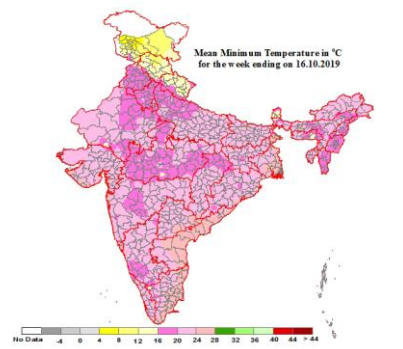 Mean Minimum Temperature in °C
for the week ending on 16.10.2019
No Data -4 0 4 8 12 16 20 24 28 32 36 40 44 > 44